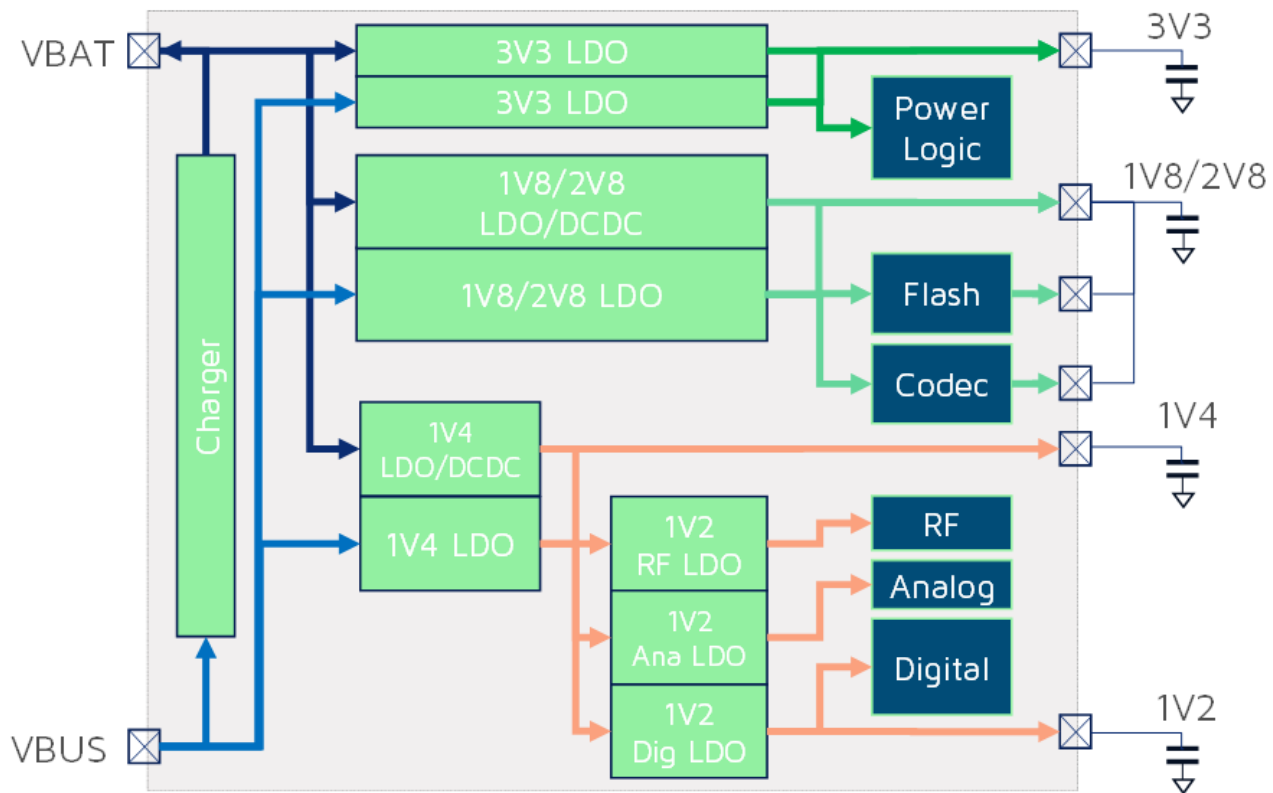 VBAT
3V3 LDO
3V3 LDO
3V3
Power
Logic
1V8/2V8
LDO/DCDC
1V8/2V8 LDO
1V8/2V8
Flash
Codec
Charger
1V4
LDO/DCDC
1V4 LDO
1V4
1V2
RF LDO
1V2
Ana LDO
1V2
Dig LDO
RF
Analog
Digital
VBUS
1V2